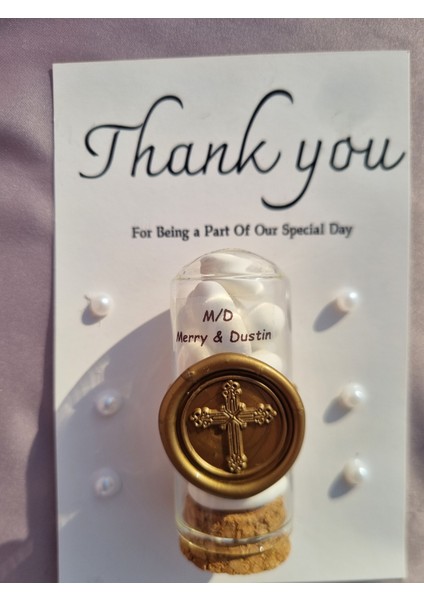 Thank you
For Being a Part Of Our Special Day
M/D
Merry & Dustin